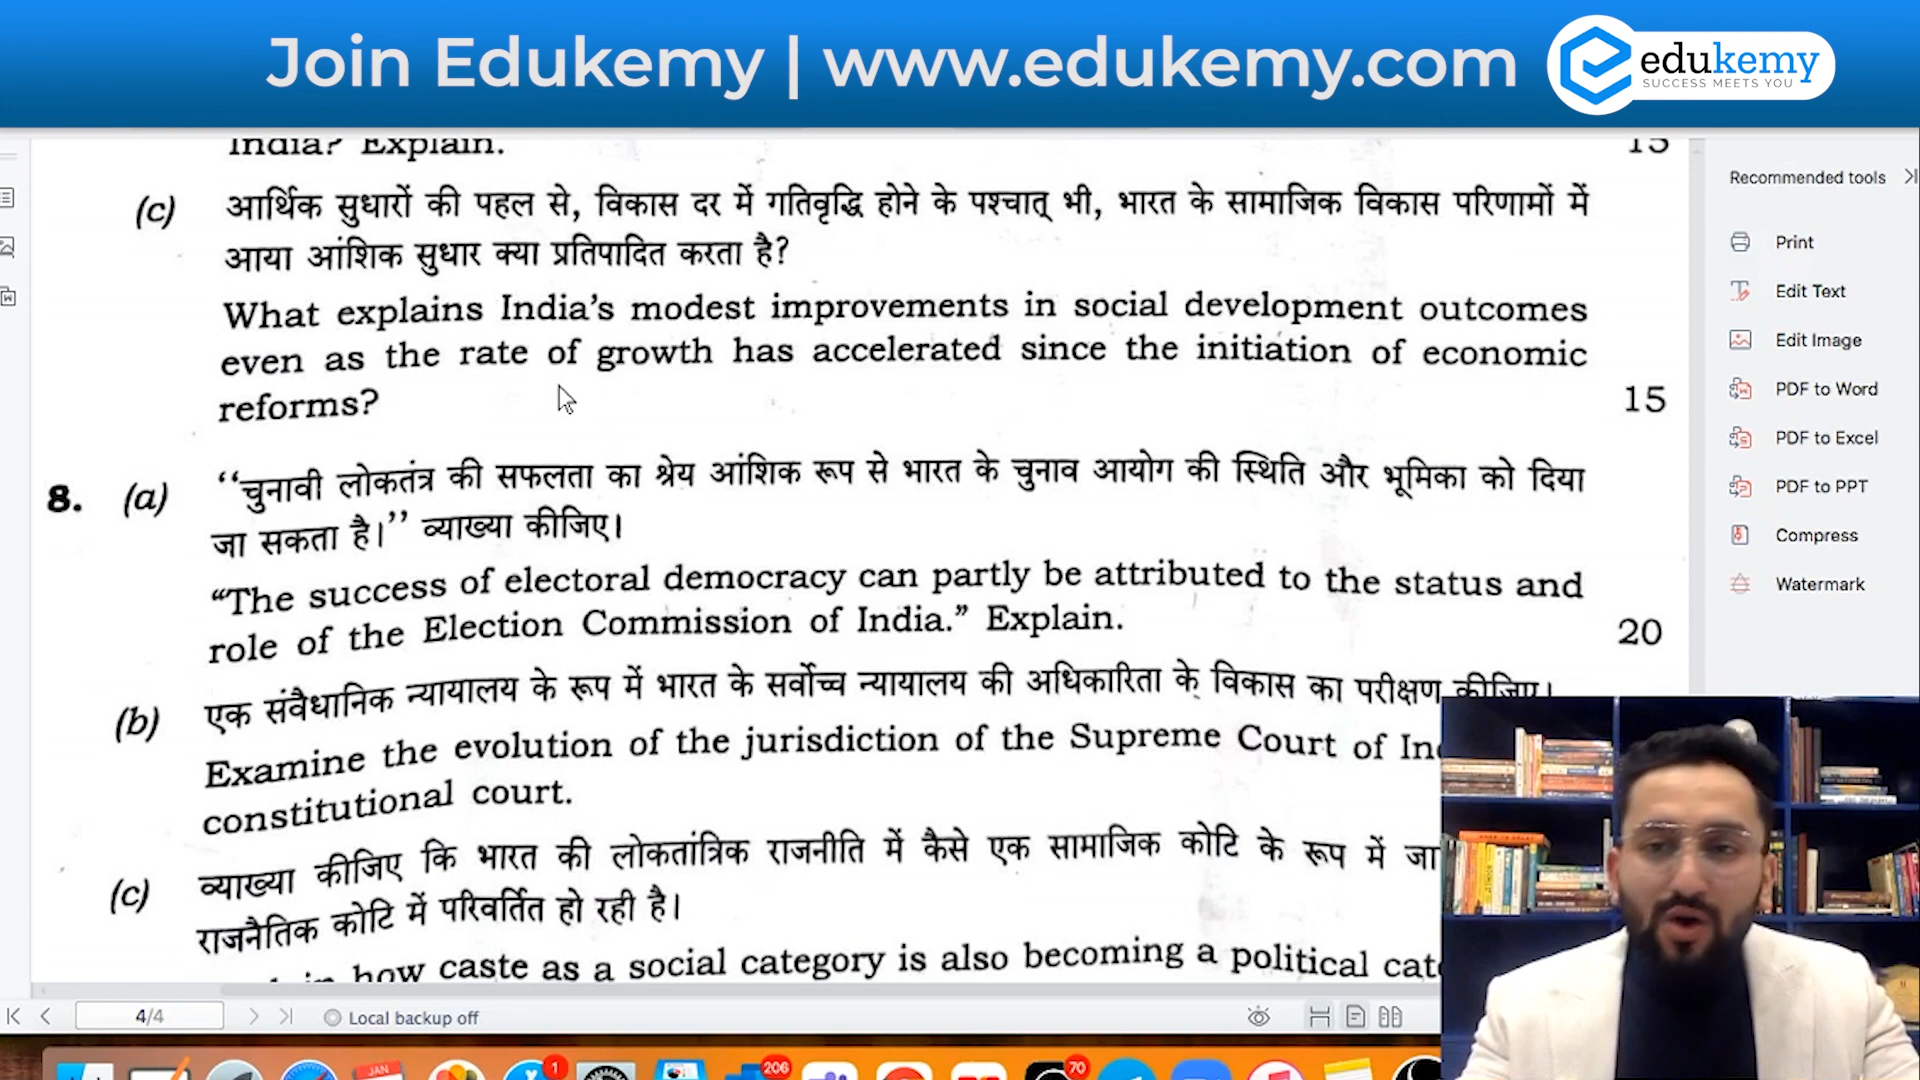 Join Edukemy | www.edukemy.com
edukemy
SUCCESS MEETS YOU
India? Explain.
15
(c) आर्थिक सुधारों की पहल से, विकास दर में गतिवृद्धि होने के पश्चात् भी, भारत के सामाजिक विकास परिणामों में
आया आंशिक सुधार क्या प्रतिपादित करता है?
What explains India's modest improvements in social development outcomes
even as the rate of growth has accelerated since the initiation of economic
reforms?
15
8. (a) ‘‘चुनावी लोकतंत्र की सफलता का श्रेय आंशिक रूप से भारत के चुनाव आयोग की स्थिति और भूमिका को दिया
जा सकता है।’’ व्याख्या कीजिए।
“The success of electoral democracy can partly be attributed to the status and
role of the Election Commission of India.” Explain.
20
(b) एक संवैधानिक न्यायालय के रूप में भारत के सर्वोच्च न्यायालय की अधिकारिता के विकास का परीक्षण कीजिए।
Examine the evolution of the jurisdiction of the Supreme Court of
constitutional court.
(c) व्याख्या कीजिए कि भारत की लोकतांत्रिक राजनीति में कैसे एक सामाजिक कोटि के रूप में
राजनैतिक कोटि में परिवर्तित हो रही है।
how caste as a social category is also becoming a political
Recommended tools
Print
Edit Text
Edit Image
PDF to Word
PDF to Excel
PDF to PPT
Compress
Watermark
4/4
Local backup off
JAN
1
206
70